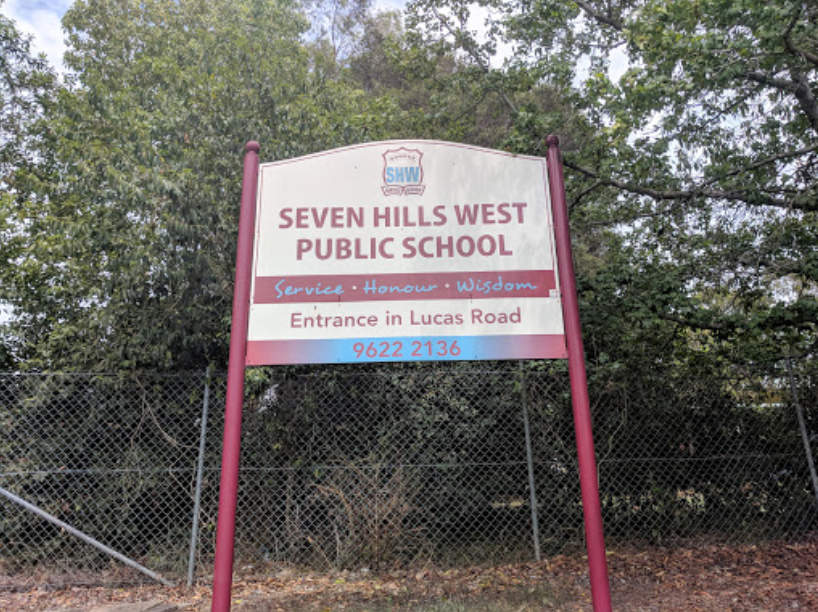 SHW
SEVEN HILLS WEST
PUBLIC SCHOOL
Service · Honour · Wisdom
Entrance in Lucas Road
9622 2136